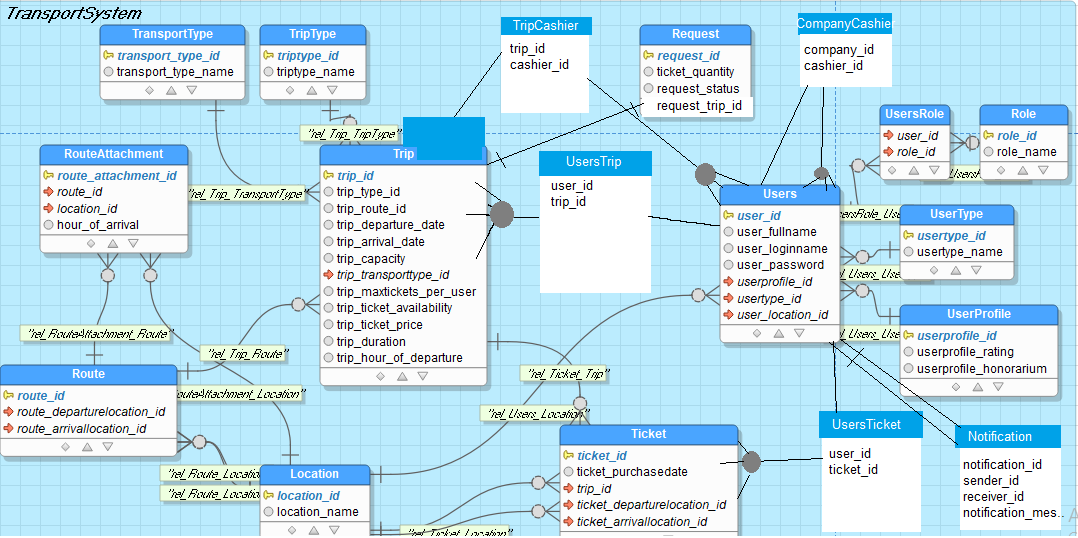 TransportSystem
TransportType
transport_type_id
transport_type_name
TripType
triptype_id
triptype_name
TripCashier
trip_id
cashier_id
Request
request_id
ticket_quantity
request_status
request_trip_id
CompanyCashie
company_id
cashier_id
UsersRole
user_id
role_id
Role
role_id
role_name
"rel_Trip_TripType"
RouteAttachment
route_attachment_id
route_id
location_id
hour_of_arrival
"rel_Trip_TransportType"
Trip
trip_id
trip_type_id
trip_route_id
trip_departure_date
trip_arrival_date
trip_capacity
trip_transporttype_id
trip_maxtickets_per_user
trip_ticket_availability
trip_ticket_price
trip_duration
trip_hour_of_departure
UsersTrip
user_id
trip_id
Users
user_id
user_fullname
user_loginname
user_password
userprofile_id
usertype_id
user_location_id
UserType
usertype_id
usertype_name
UserProfile
userprofile_id
userprofile_rating
userprofile_honorarium
"rel_RouteAttachment_Route"
"rel_Trip_Route"
"rel_Ticket_Trip"
"rel_Users_Location"
Route
route_id
route_departurelocation_id
route_arrivallocation_id
Location
location_id
location_name
Ticket
ticket_id
ticket_purchasedate
trip_id
ticket_departurelocation_id
ticket_arrivallocation_id
UsersTicket
user_id
ticket_id
Notification
notification_id
sender_id
receiver_id
notification_mes...